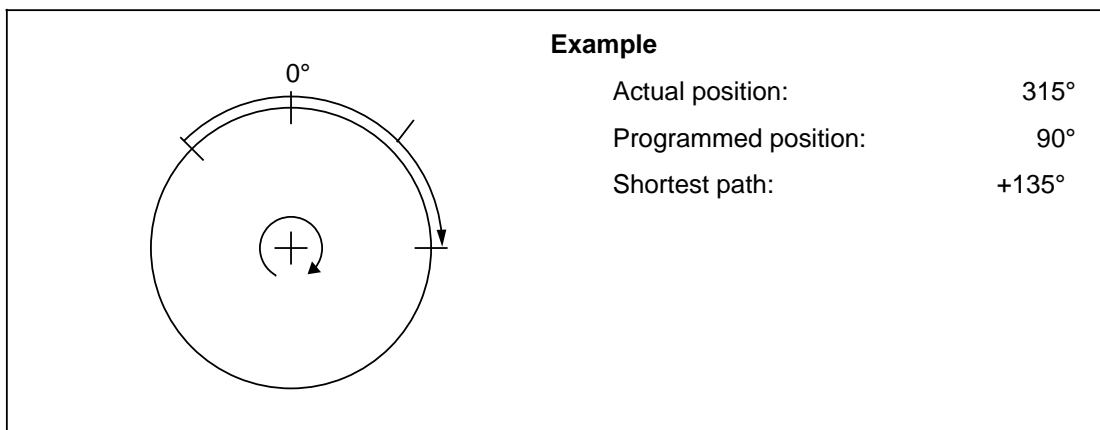 Example
0°
Actual position: 315°
Programmed position: 90°
Shortest path: +135°